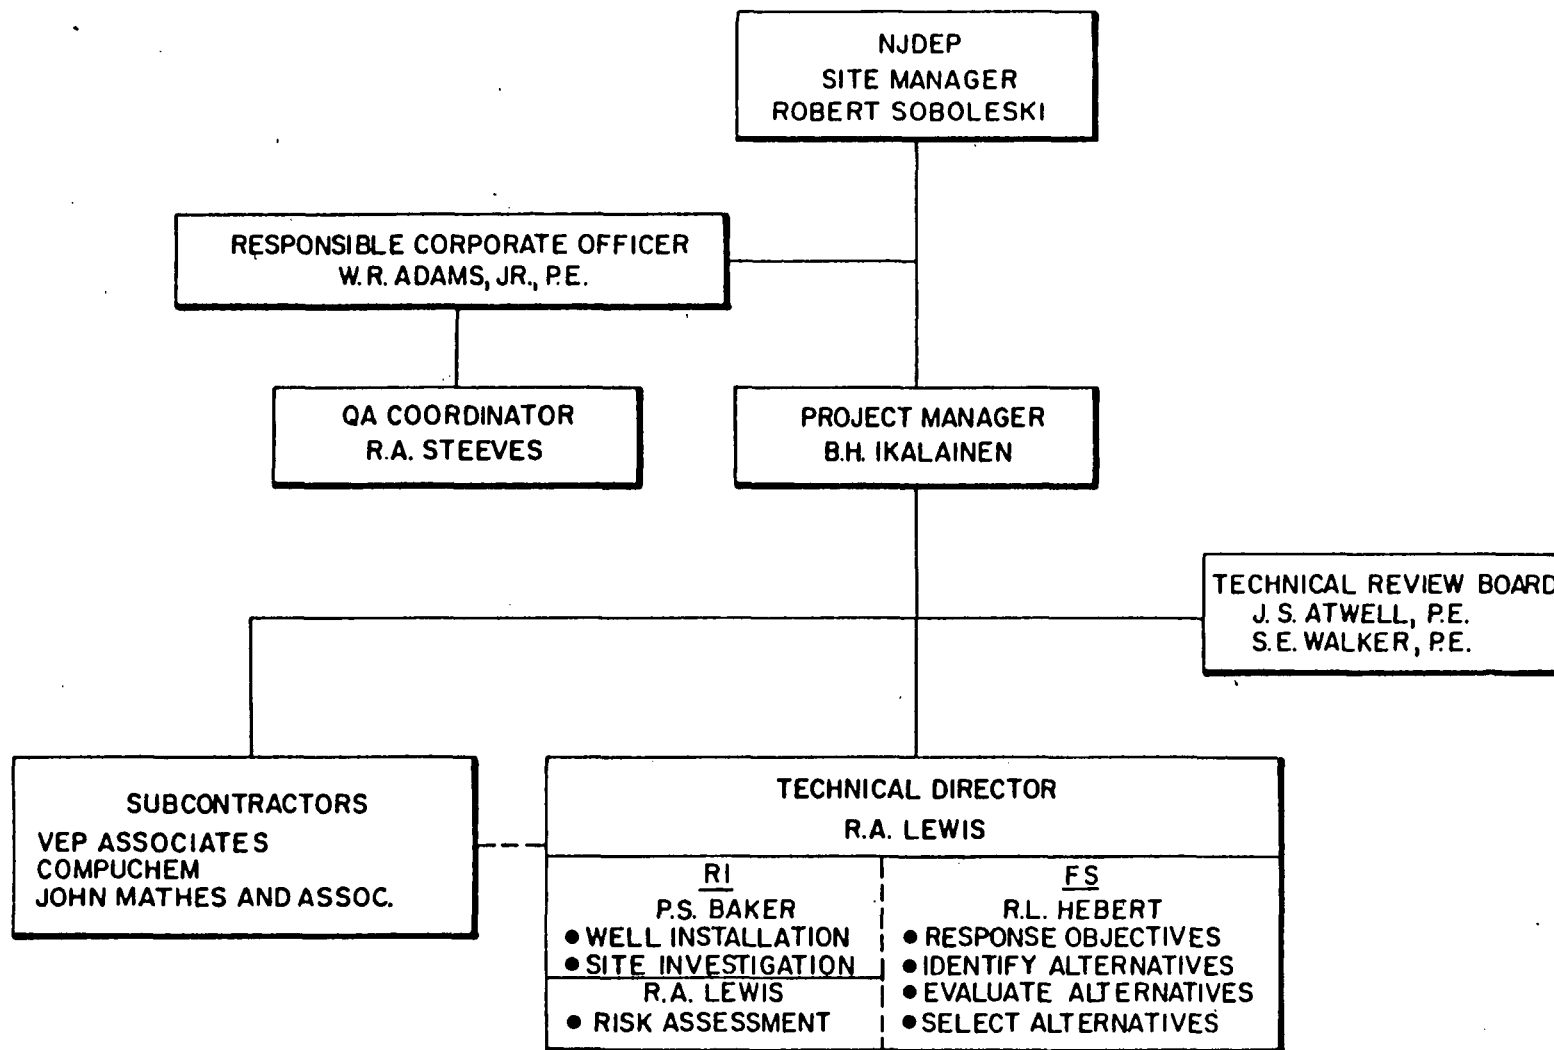 NJDEP
SITE MANAGER
ROBERT SOBOLESKI
RESPONSIBLE CORPORATE OFFICER
W.R. ADAMS, JR., P.E.
QA COORDINATOR
R.A. STEEVES
PROJECT MANAGER
B.H. IKALAINEN
TECHNICAL REVIEW BOARD
J. S. ATWELL, P.E.
S.E. WALKER, P.E.
SUBCONTRACTORS
VEP ASSOCIATES
COMPUCHEM
JOHN MATHES AND ASSOC.
TECHNICAL DIRECTOR
R.A. LEWIS
RI
P.S. BAKER
● WELL INSTALLATION
● SITE INVESTIGATION
R.A. LEWIS
● RISK ASSESSMENT
FS
R.L. HEBERT
● RESPONSE OBJECTIVES
● IDENTIFY ALTERNATIVES
● EVALUATE ALTERNATIVES
● SELECT ALTERNATIVES